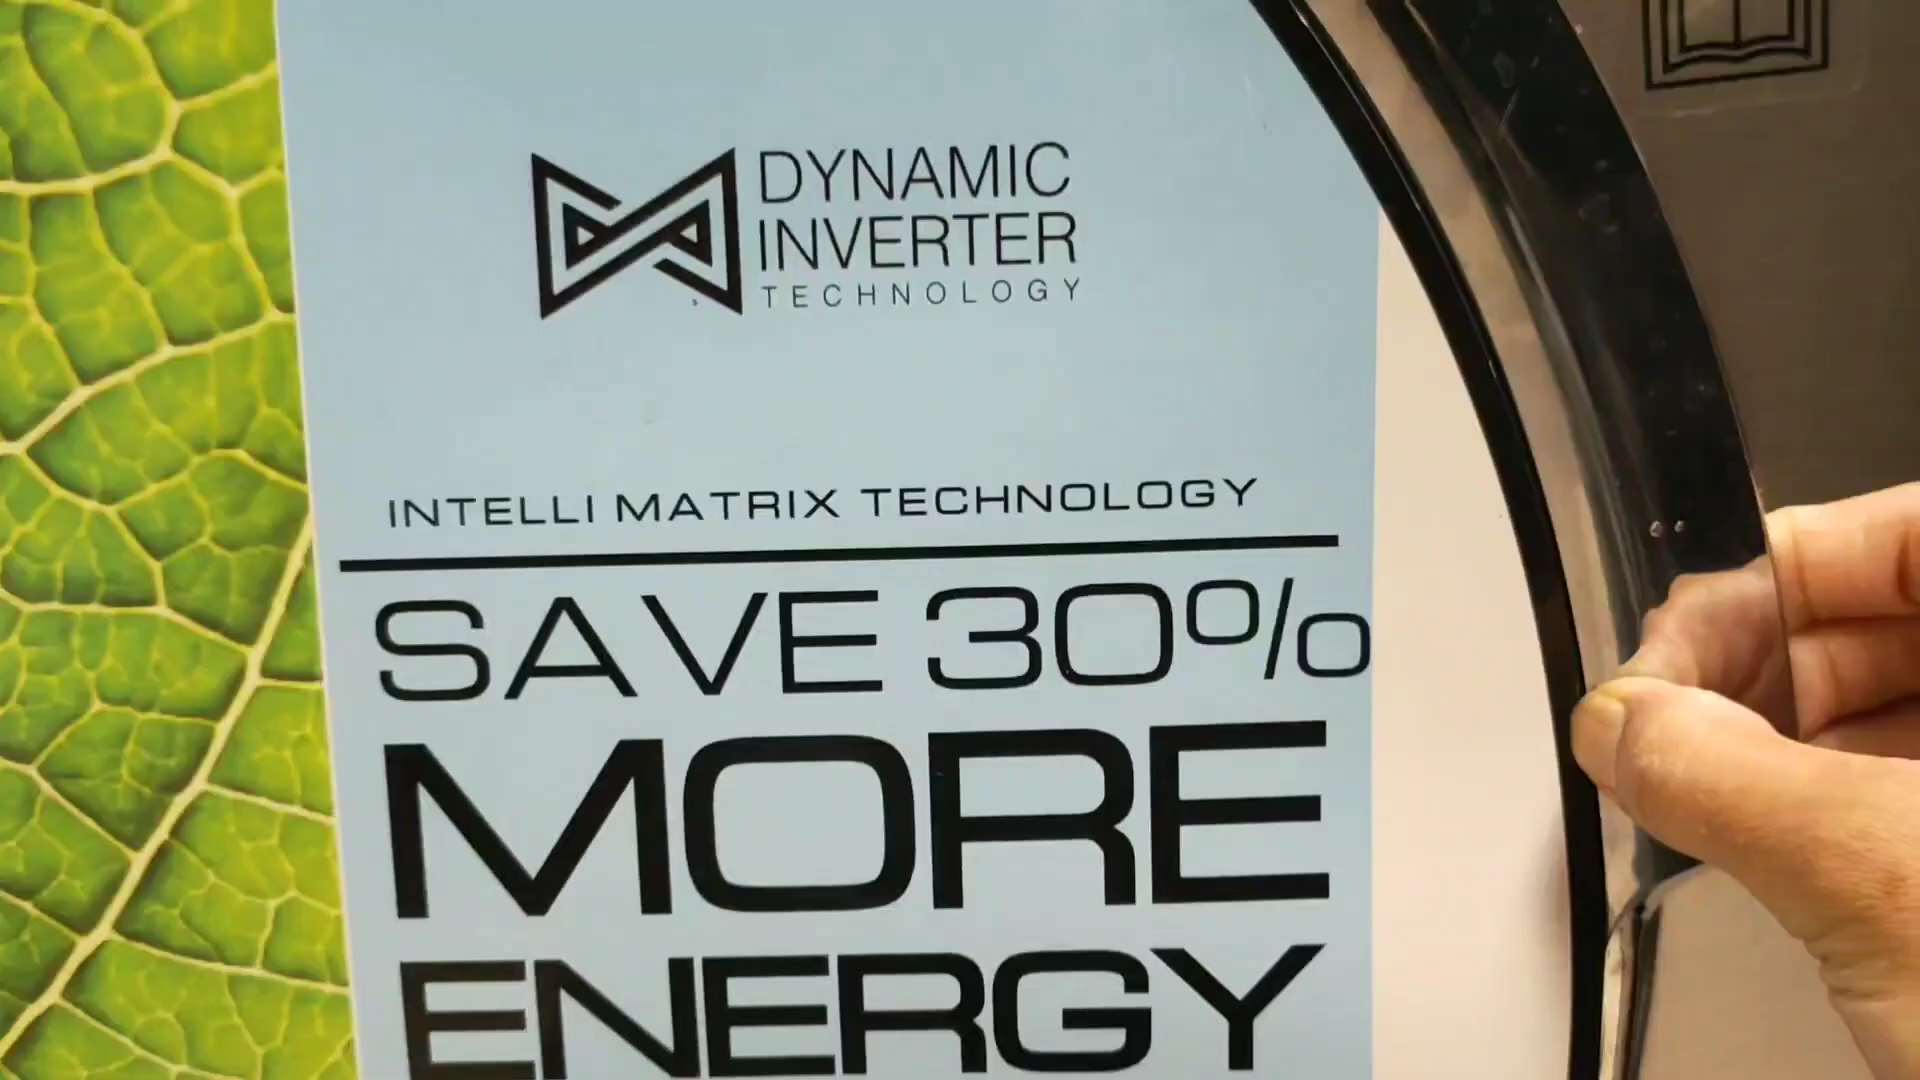 DYNAMIC
INVERTER
TECHNOLOGY
INTELLI MATRIX TECHNOLOGY
SAVE 30%
MORE
ENERGY